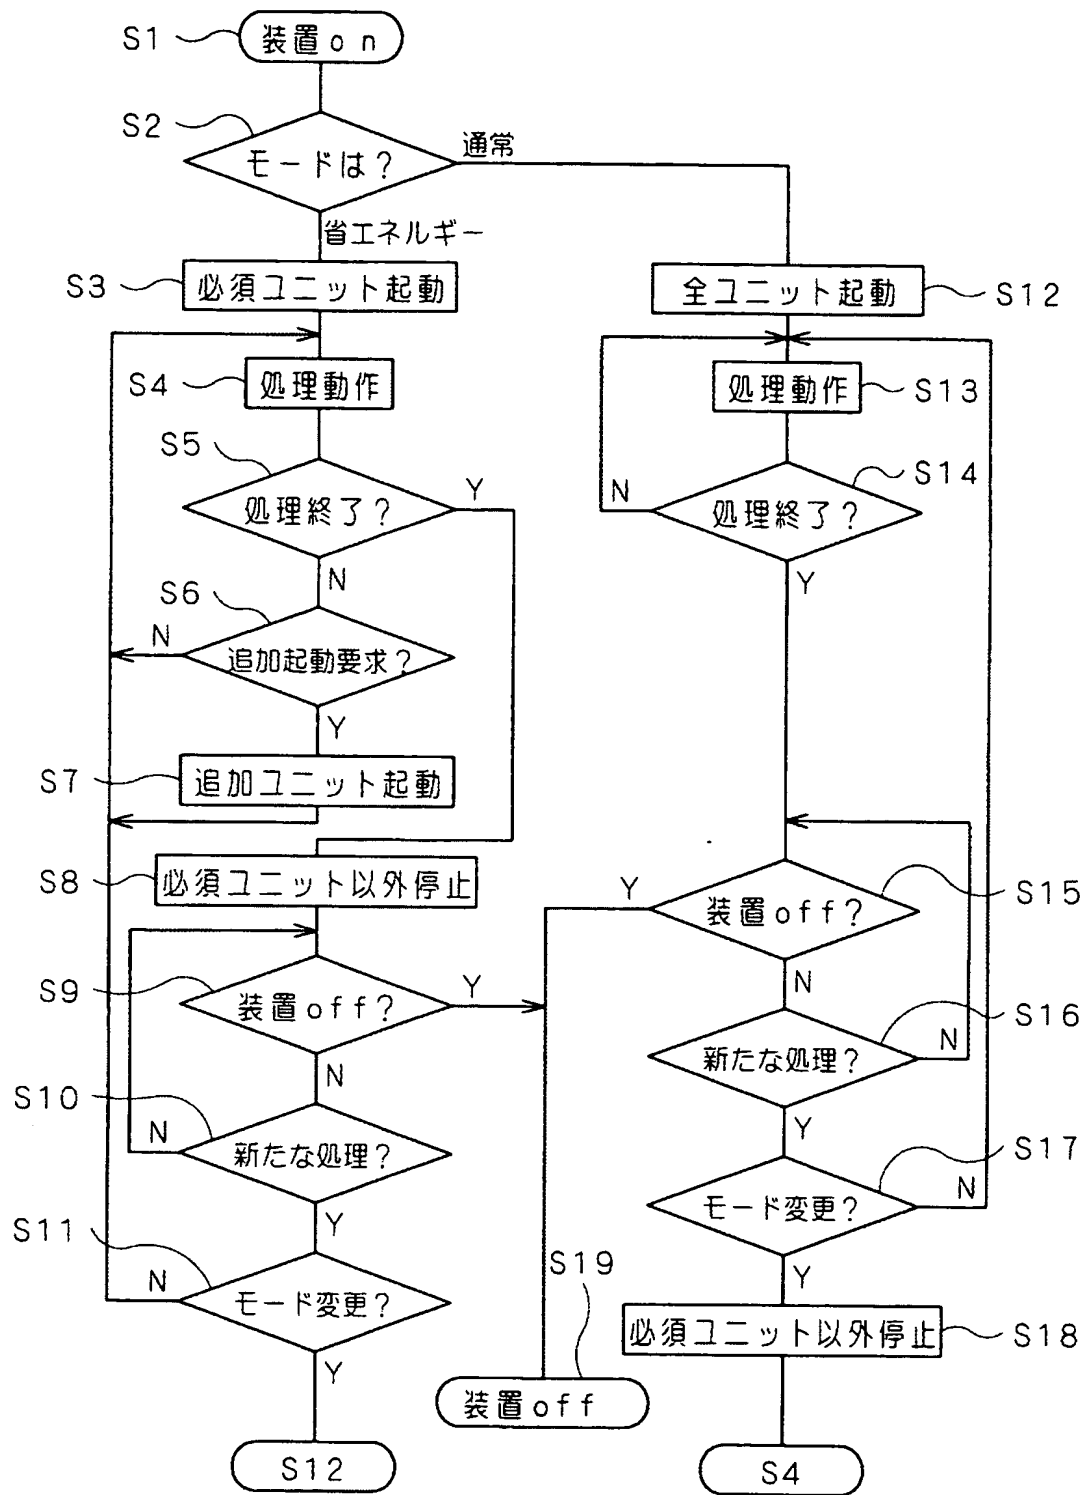 S1
装置on
S2
モードは?
通常
省エネルギー
S3
必須ユニット起動
全ユニット起動
S12
S4
処理動作
処理動作
S13
S5
処理終了?
Y
N
処理終了?
S14
N
Y
S6
N
追加起動要求?
Y
S7
追加ユニット起動
S8
必須ユニット以外停止
Y
装置off?
S15
S9
装置off?
Y
N
N
新たな処理?
N
S16
S10
N
新たな処理?
Y
Y
モード変更?
N
S17
S11
N
モード変更?
Y
Y
S19
必須ユニット以外停止
S18
装置off
S12
S4